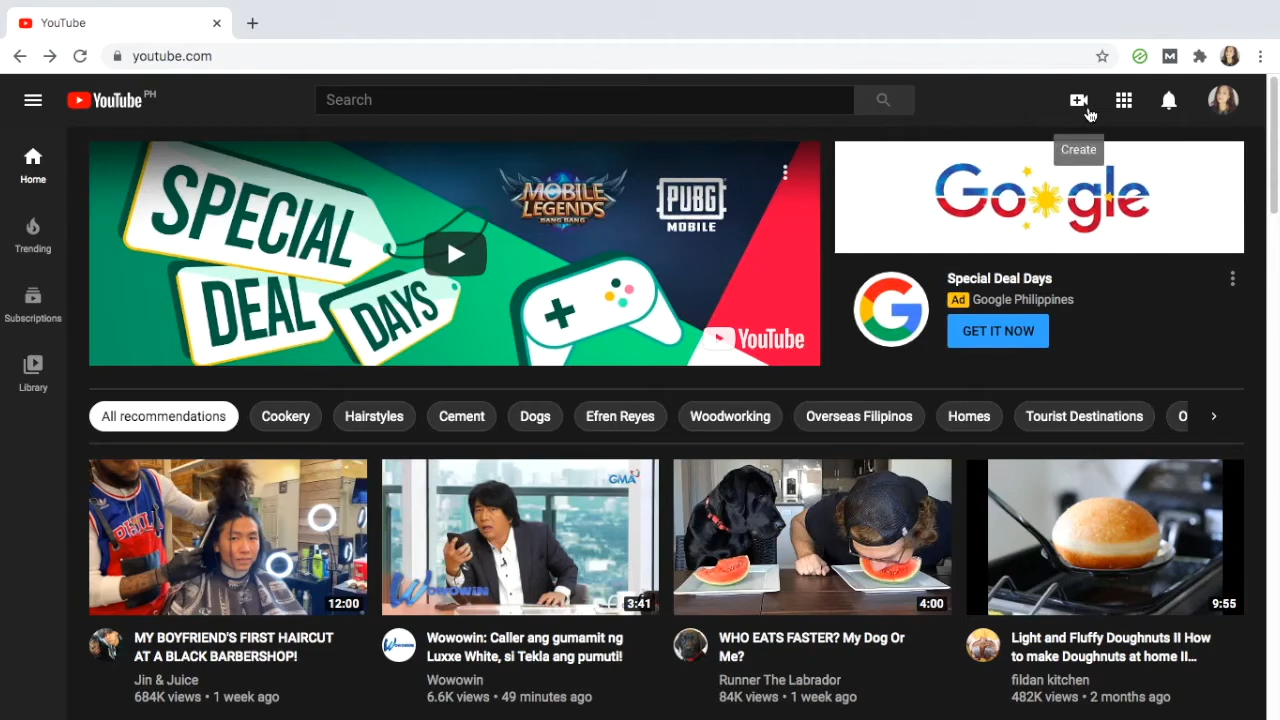 YouTube
youtube.com
YouTube PH
Search
Create
SPECIAL
DEAL
DAYS
MOBILE
LEGENDS
BANG BANG
PUBG
MOBILE
YouTube
Google
Special Deal Days
Ad Google Philippines
GET IT NOW
Home
Trending
Subscriptions
Library
All recommendations
Cookery
Hairstyles
Cement
Dogs
Efren Reyes
Woodworking
Overseas Filipinos
Homes
Tourist Destinations
PHILA
12:00
GMA
WOWOWIN
3:41
4:00
9:55
MY BOYFRIEND'S FIRST HAIRCUT
AT A BLACK BARBERSHOP!
Jin & Juice
684K views • 1 week ago
Wowowin: Caller ang gumamit ng
Luxxe White, si Tekla ang pumuti!
Wowowin
6.6K views • 49 minutes ago
WHO EATS FASTER? My Dog Or
Me?
Runner The Labrador
84K views • 1 week ago
Light and Fluffy Doughnuts II How
to make Doughnuts at home II...
fildan kitchen
482K views • 2 months ago